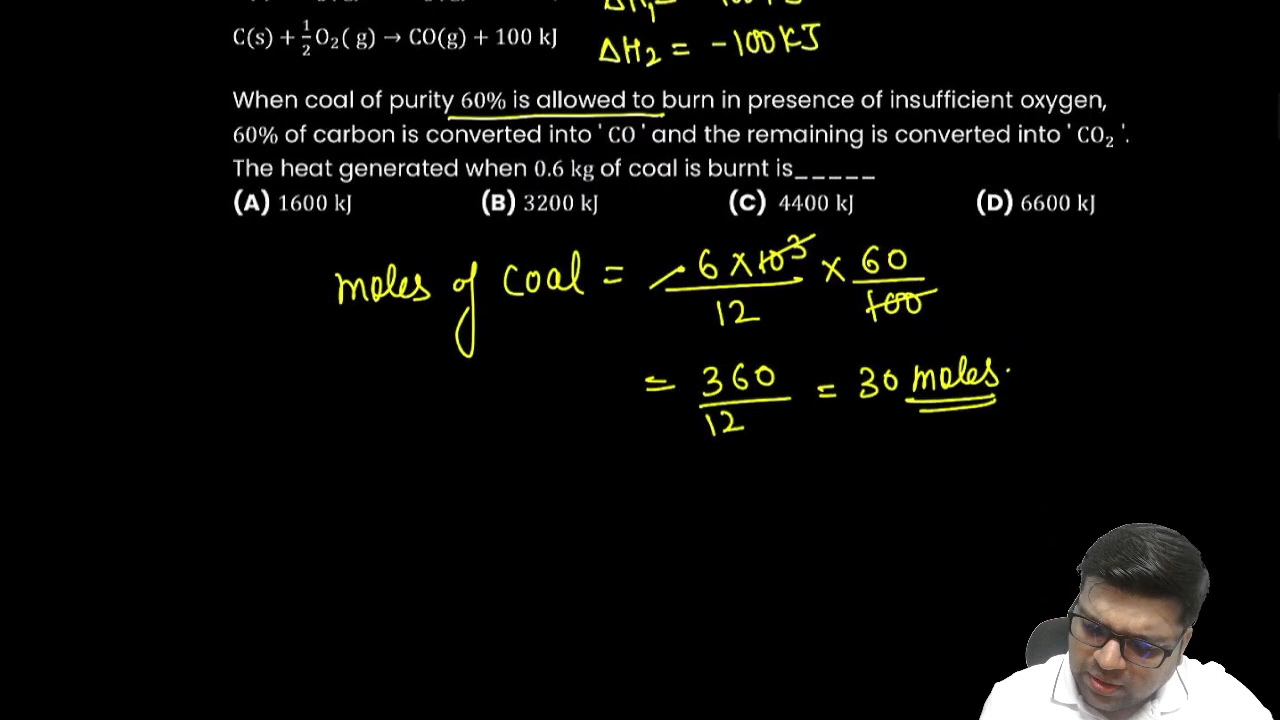 C(s) + 1/2 O₂( g) → CO(g) + 100 kJ
ΔH₂ = -100 KJ
When coal of purity 60% is allowed to burn in presence of insufficient oxygen,
60% of carbon is converted into ' CO ' and the remaining is converted into ' CO₂ '.
The heat generated when 0.6 kg of coal is burnt is_____
(A) 1600 kJ (B) 3200 kJ (C) 4400 kJ (D) 6600 kJ
moles of coal = .6 × 10³ / 12 × 60 / 100
= 360 / 12 = 30 moles.